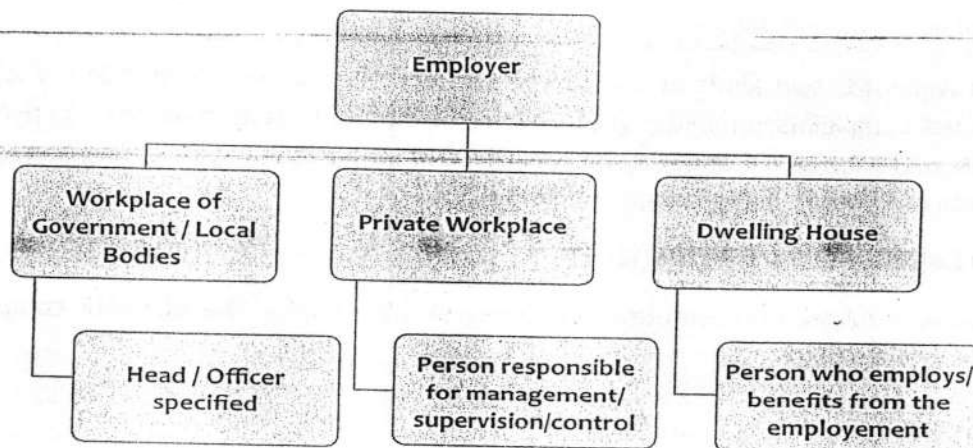 Employer
Workplace of
Government / Local
Bodies
Private Workplace
Dwelling House
Head / Officer
specified
Person responsible
for management/
supervision/control
Person who employs/
benefits from the
employement